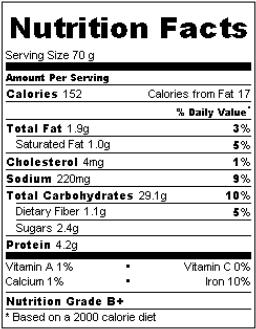 Nutrition Facts
Serving Size 70 g
Amount Per Serving
Calories 152 Calories from Fat 17
% Daily Value*
Total Fat 1.9g 3%
Saturated Fat 1.0g 5%
Cholesterol 4mg 1%
Sodium 220mg 9%
Total Carbohydrates 29.1g 10%
Dietary Fiber 1.1g 5%
Sugars 2.4g
Protein 4.2g
Vitamin A 1% • Vitamin C 0%
Calcium 1% • Iron 10%
Nutrition Grade B+
* Based on a 2000 calorie diet